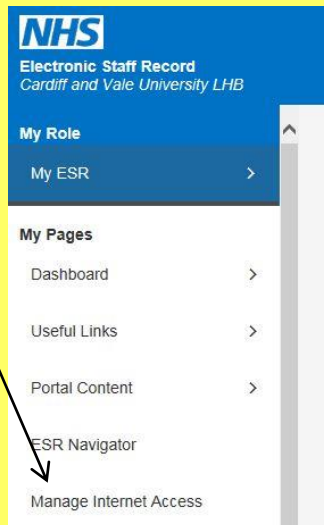 NHS
Electronic Staff Record
Cardiff and Vale University LHB
My Role
My ESR
My Pages
Dashboard
Useful Links
Portal Content
ESR Navigator
Manage Internet Access